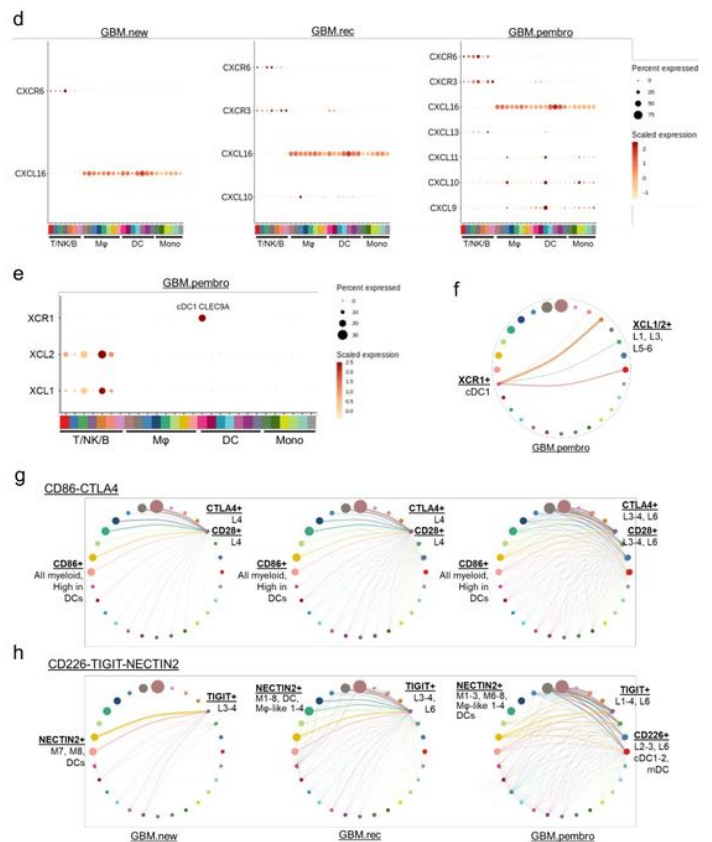 d
GBM.new
CXCR6
CXCL16
T/NK/B Mφ DC Mono
GBM.rec
CXCR6
CXCR3
CXCL16
CXCL10
T/NK/B Mφ DC Mono
GBM.pembro
CXCR6
CXCR3
CXCL16
CXCL13
CXCL11
CXCL10
CXCL9
T/NK/B Mφ DC Mono
Percent expressed
0
25
50
75
Scaled expression
2
1
0
-1
e
GBM.pembro
XCR1
XCL2
XCL1
cDC1 CLEC9A
T/NK/B Mφ DC Mono
Percent expressed
0
10
20
30
Scaled expression
2.5
2.0
1.5
1.0
0.5
0.0
f
XCL1/2+
L1, L3,
L5-6
XCR1+
cDC1
GBM.pembro
g
CD86-CTLA4
CTLA4+
L4
CD28+
L4
CD86+
All myeloid,
High in
DCs
CTLA4+
L4
CD28+
L4
CD86+
All myeloid,
High in
DCs
CTLA4+
L3-4, L6
CD28+
L3-4, L6
CD86+
All myeloid,
High in
DCs
h
CD226-TIGIT-NECTIN2
TIGIT+
L3-4
NECTIN2+
M7, M8,
DCs
GBM.new
NECTIN2+
M1-8, DC,
Mφ-like 1-4
TIGIT+
L3-4,
L6
GBM.rec
NECTIN2+
M1-3, M6-8,
Mφ-like 1-4
DCs
TIGIT+
L1-4, L6
CD226+
L2-3, L6
cDC1-2,
mDC
GBM.pembro